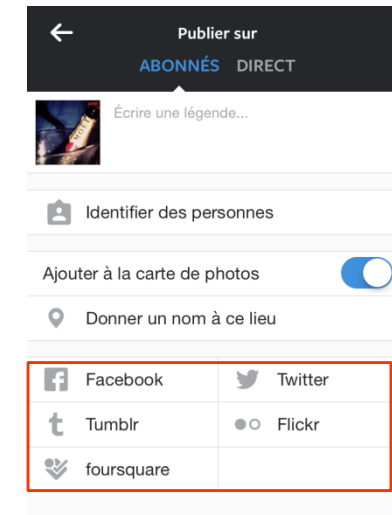 Publier sur
ABONNÉS DIRECT
MOËT
Écrire une légende...
Identifier des personnes
Ajouter à la carte de photos
Donner un nom à ce lieu
Facebook Twitter
Tumblr Flickr
foursquare